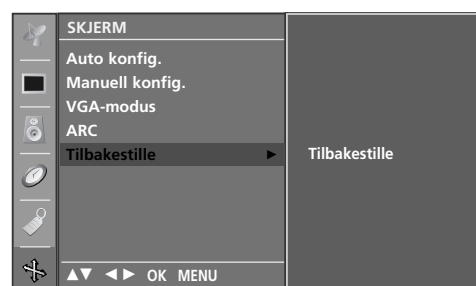 SKJERM
Auto konfig.
Manuell konfig.
VGA-modus
ARC
Tilbakestille ► Tilbakestille
▲▼ ◄► OK MENU